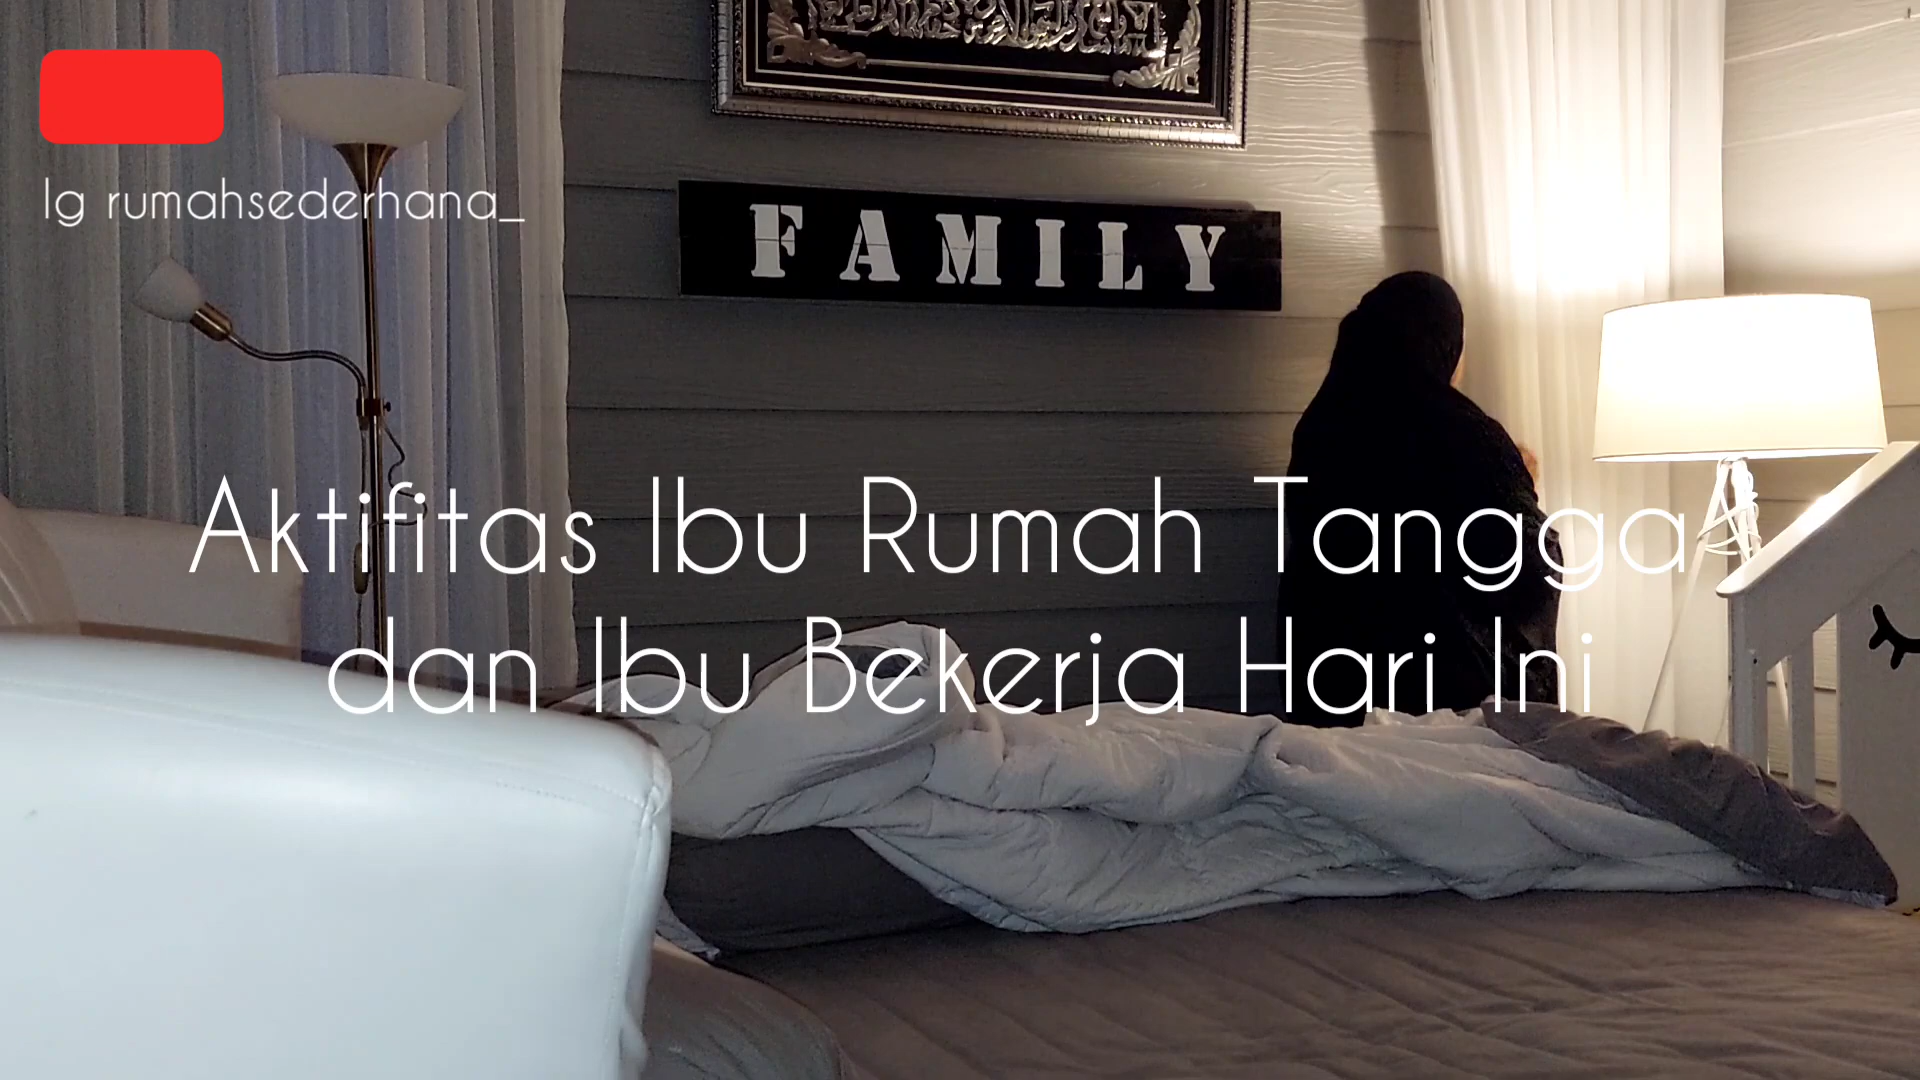 Ig rumahsederhana_
FAMILY
Aktifitas Ibu Rumah Tangga
dan Ibu Bekerja Hari Ini